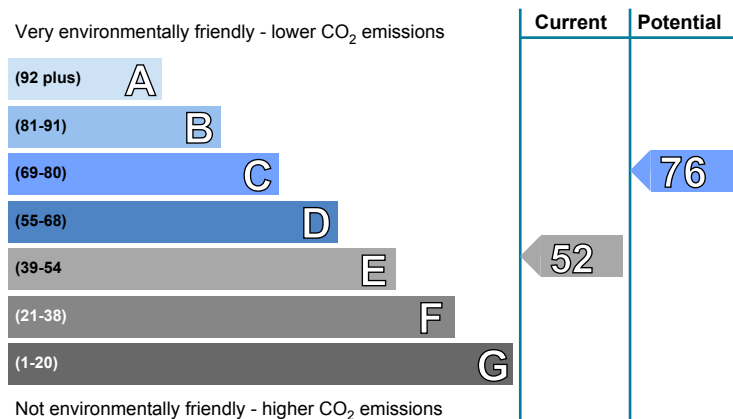 Current Potential
Very environmentally friendly - lower CO₂ emissions
(92 plus) A
(81-91) B
(69-80) C
76
(55-68) D
(39-54 E
52
(21-38) F
(1-20) G
Not environmentally friendly - higher CO₂ emissions